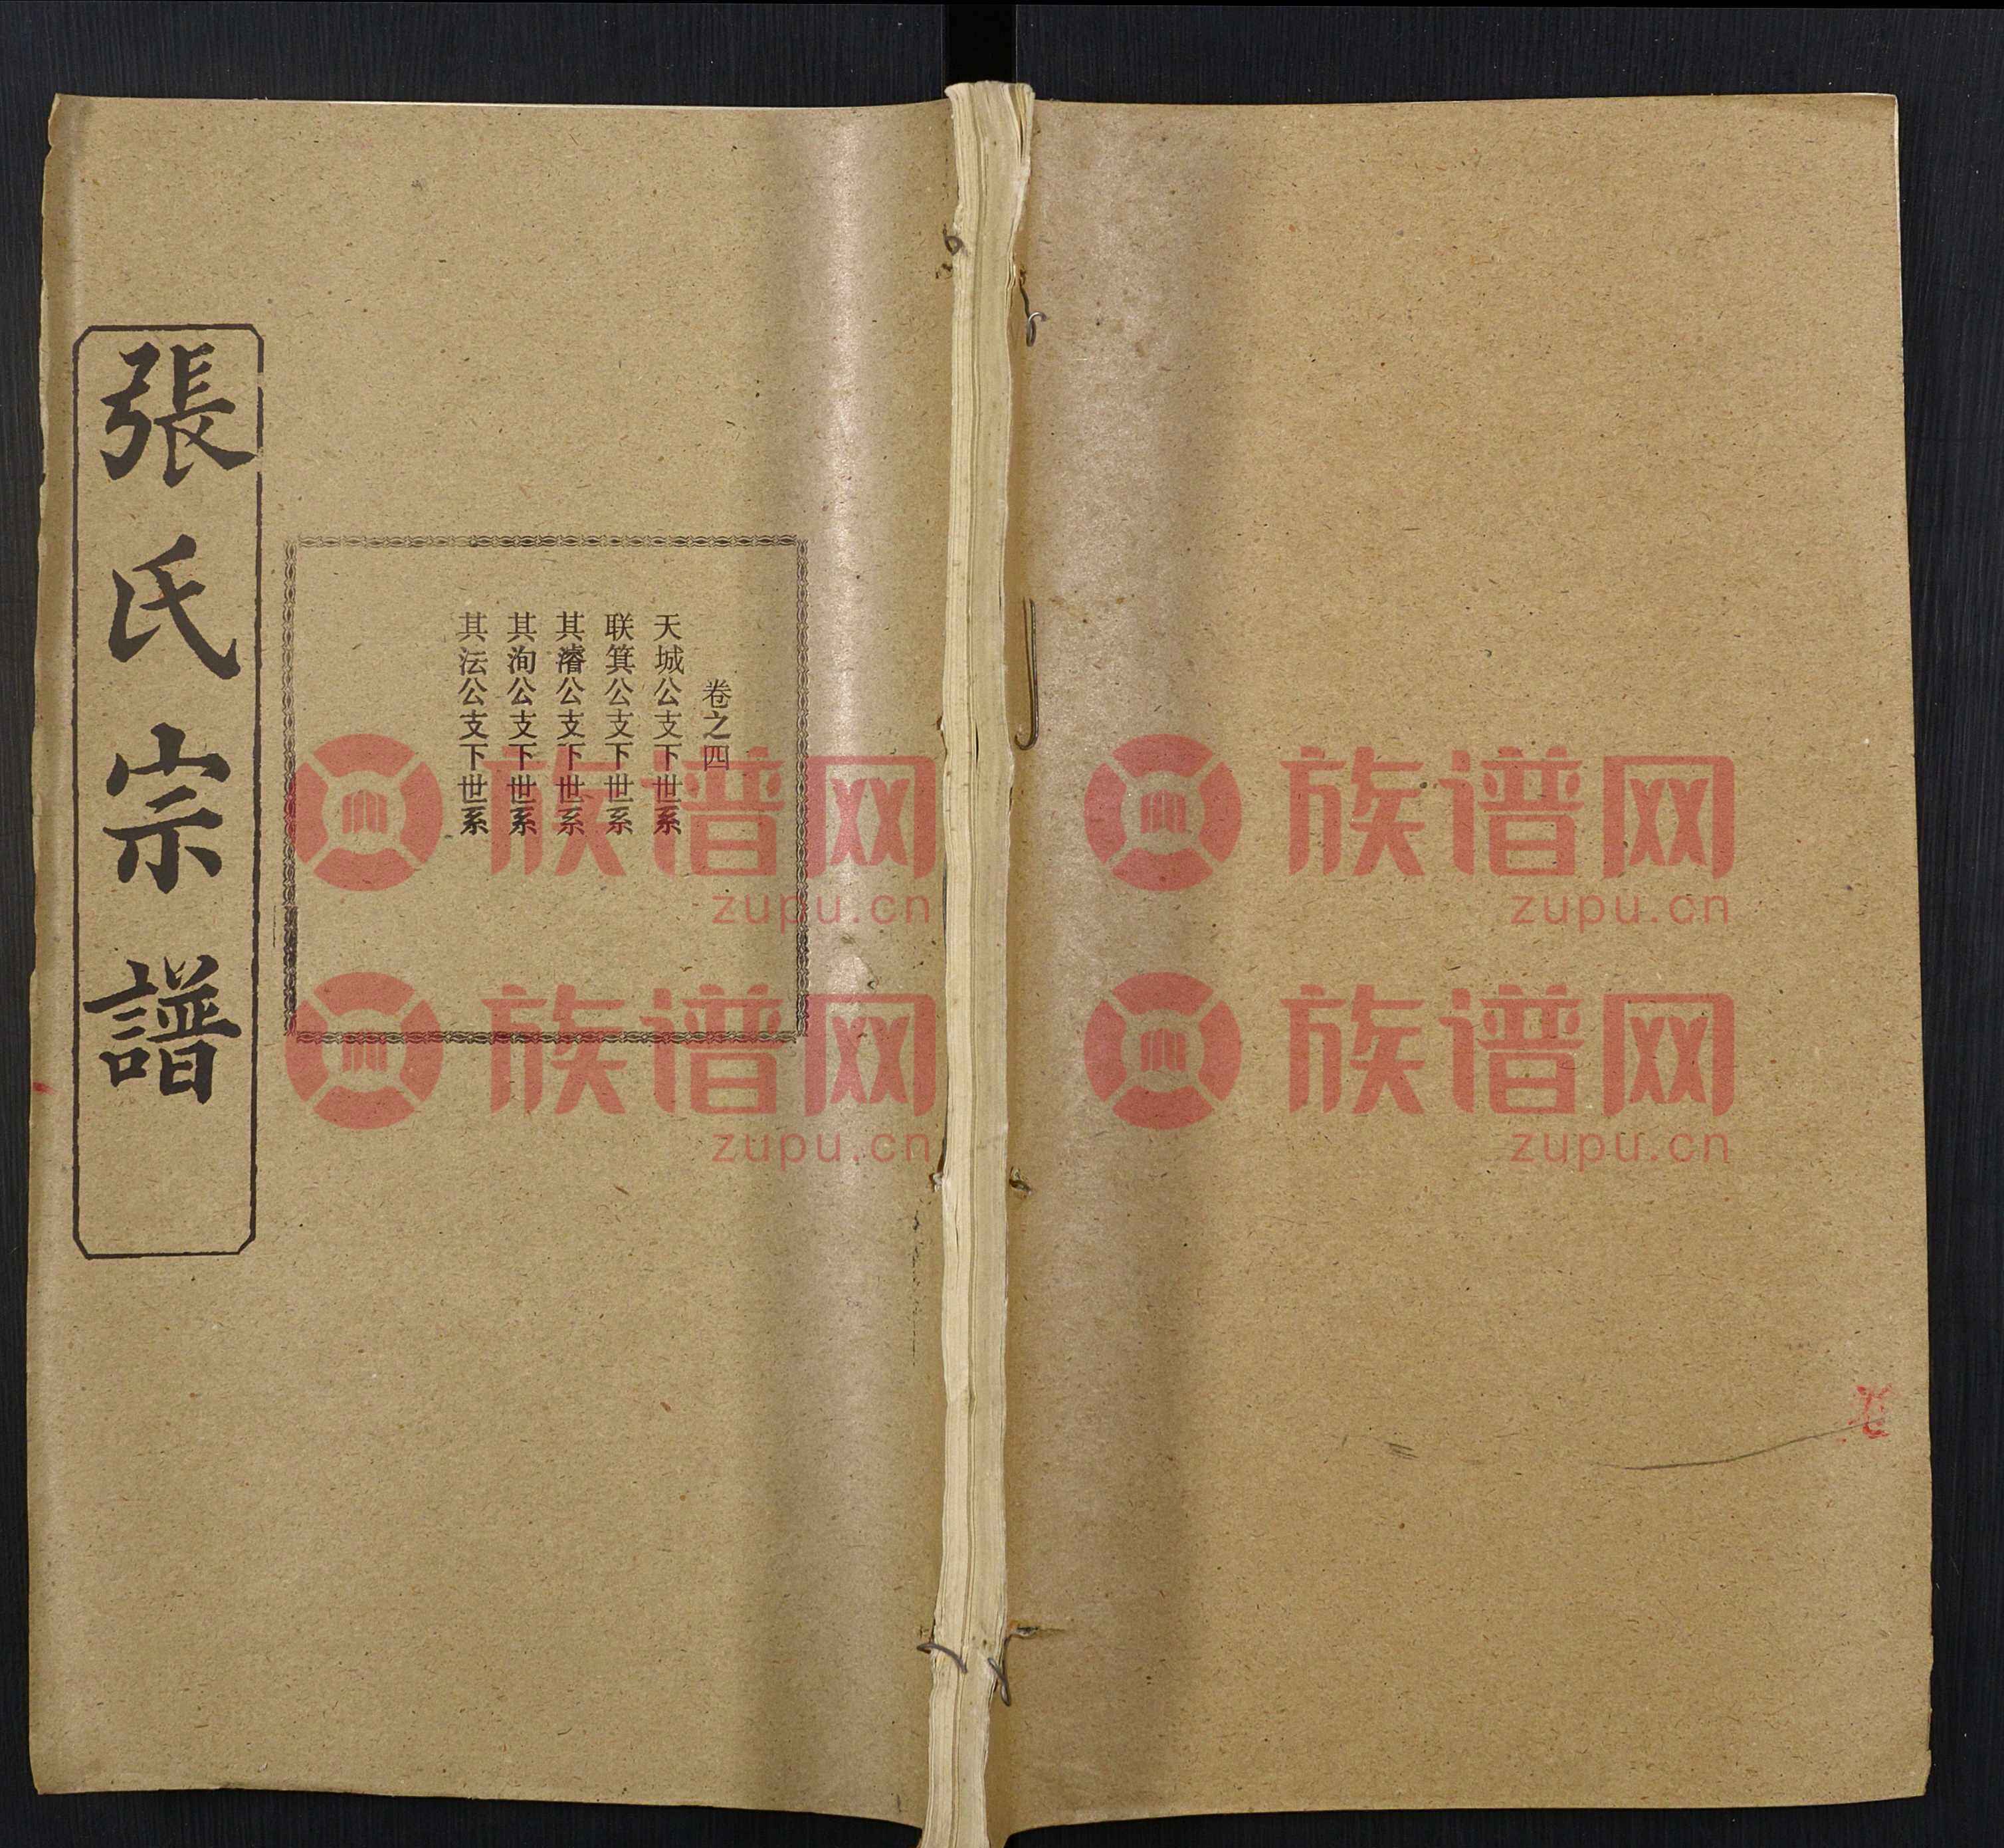 張氏宗譜
卷之四
天城公支下世系
联箕公支下世系
其濬公支下世系
其洵公支下世系
其沄公支下世系
族谱网
zupu.cn
族谱网
zupu.cn
族谱网
zupu.cn
族谱网
zupu.cn